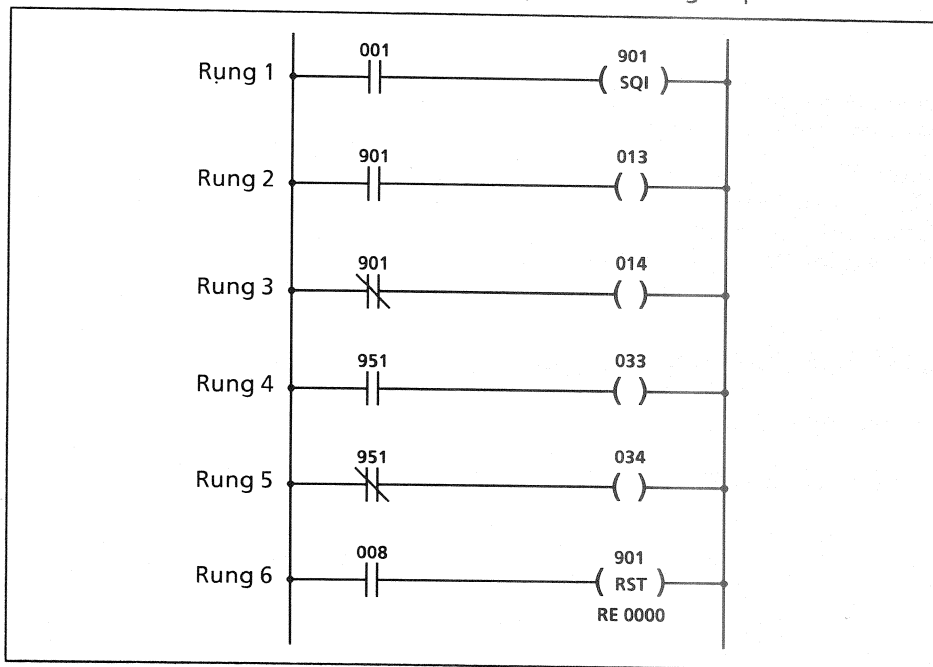 001 901
Rung 1 SQI
901 013
Rung 2
901 014
Rung 3
951 033
Rung 4
951 034
Rung 5
008 901
Rung 6 RST
RE 0000